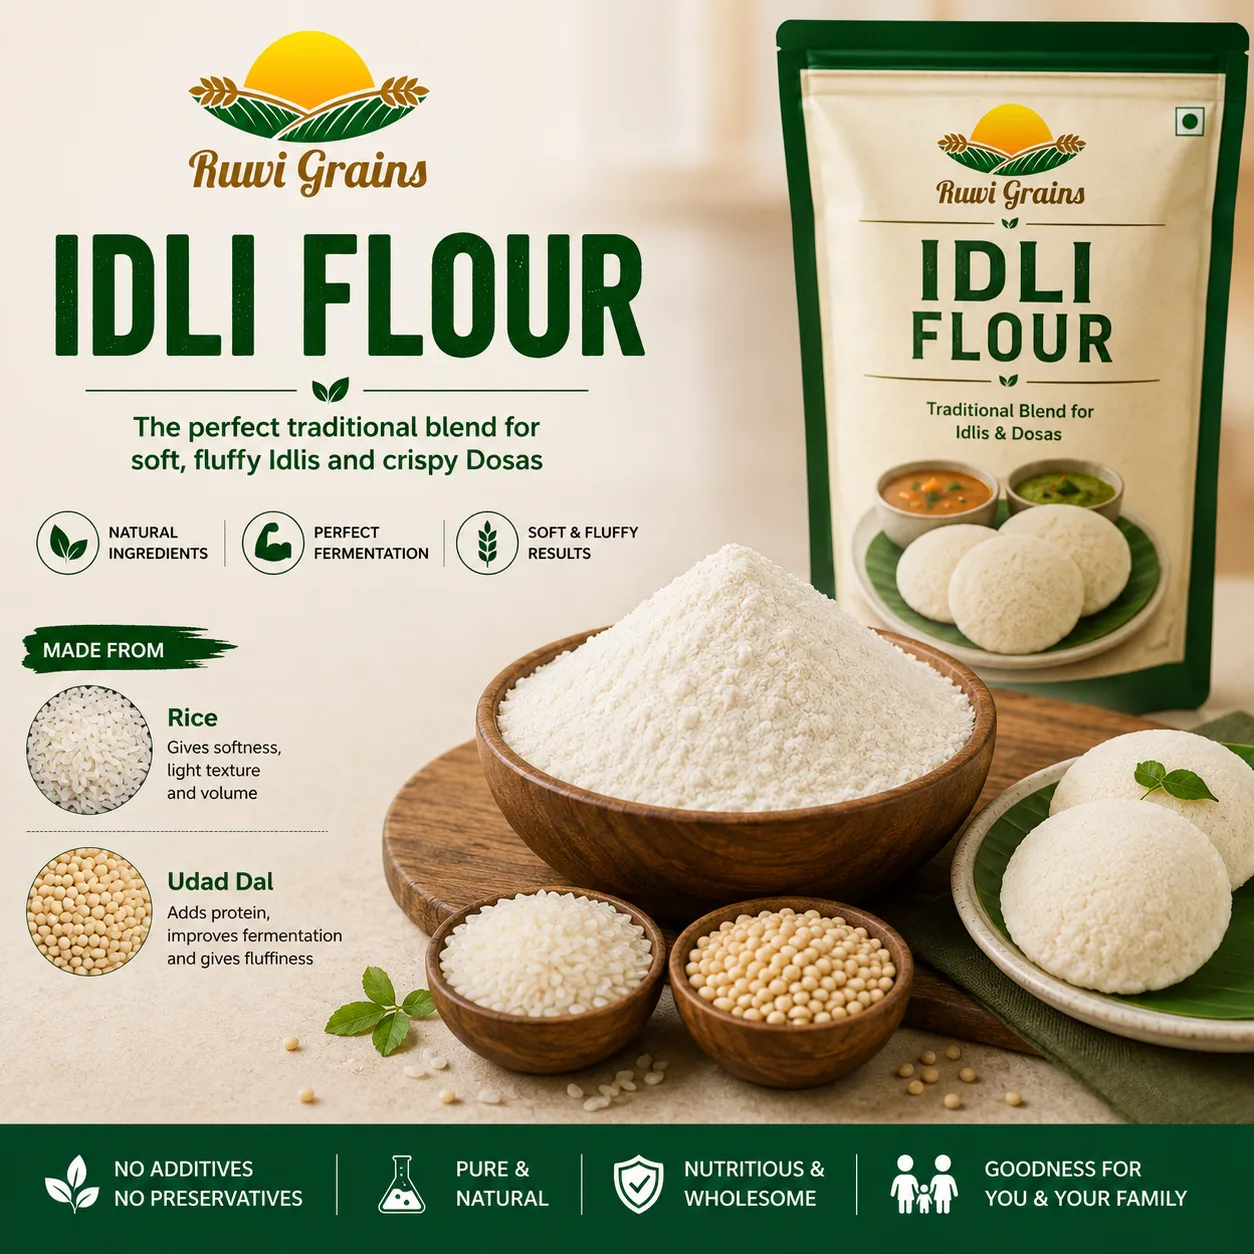 Ruwi Grains
IDLI FLOUR
The perfect traditional blend for
soft, fluffy Idlis and crispy Dosas
NATURAL
INGREDIENTS
PERFECT
FERMENTATION
SOFT & FLUFFY
RESULTS
MADE FROM
Rice
Gives softness,
light texture
and volume
Udad Dal
Adds protein,
improves fermentation
and gives fluffiness
Ruwi Grains
IDLI
FLOUR
Traditional Blend for
Idlis & Dosas
NO ADDITIVES
NO PRESERVATIVES
PURE &
NATURAL
NUTRITIOUS &
WHOLESOME
GOODNESS FOR
YOU & YOUR FAMILY